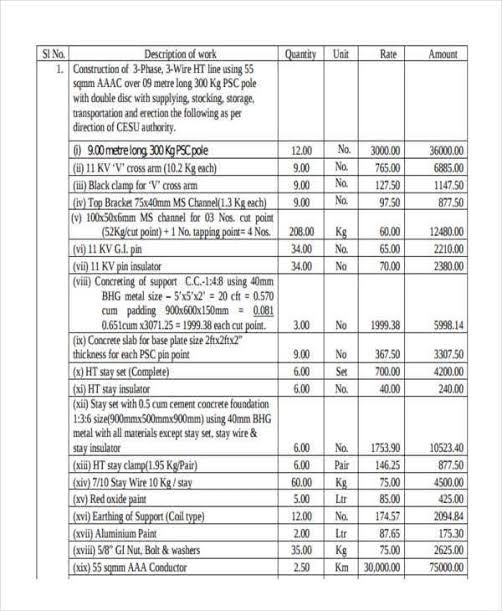 Sl No. Description of work Quantity Unit Rate Amount
1. Construction of 3-Phase, 3-Wire HT line using 55
sqmm AAAC over 09 metre long 300 Kg PSC pole
with double disc with supplying, stocking, storage,
transportation and erection the following as per
direction of CESU authority.
(i) 9.00 metre long, 300 Kg PSC pole 12.00 No. 3000.00 36000.00
(ii) 11 KV ‘V’ cross arm (10.2 Kg each) 9.00 No. 765.00 6885.00
(iii) Black clamp for ‘V’ cross arm 9.00 No. 127.50 1147.50
(iv) Top Bracket 75x40mm MS Channel(1.3 Kg each) 9.00 No. 97.50 877.50
(v) 100x50x6mm MS channel for 03 Nos. cut point
(52Kg/cut point) + 1 No. tapping point= 4 Nos. 208.00 Kg 60.00 12480.00
(vi) 11 KV G.I. pin 34.00 No. 65.00 2210.00
(vii) 11 KV pin insulator 34.00 No 70.00 2380.00
(viii) Concreting of support C.C.-1:4:8 using 40mm
BHG metal size – 5’x5’x2’ = 20 cft = 0.570
cum padding 900x600x150mm = 0.081
0.651cum x3071.25 = 1999.38 each cut point. 3.00 No 1999.38 5998.14
(ix) Concrete slab for base plate size 2ftx2ftx2”
thickness for each PSC pin point 9.00 No 367.50 3307.50
(x) HT stay set (Complete) 6.00 Set 700.00 4200.00
(xi) HT stay insulator 6.00 No. 40.00 240.00
(xii) Stay set with 0.5 cum cement concrete foundation
1:3:6 size(900mmx500mmx900mm) using 40mm BHG
metal with all materials except stay set, stay wire &
stay insulator 6.00 No. 1753.90 10523.40
(xiii) HT stay clamp(1.95 Kg/Pair) 6.00 Pair 146.25 877.50
(xiv) 7/10 Stay Wire 10 Kg / stay 60.00 Kg 75.00 4500.00
(xv) Red oxide paint 5.00 Ltr 85.00 425.00
(xvi) Earthing of Support (Coil type) 12.00 No. 174.57 2094.84
(xvii) Aluminium Paint 2.00 Ltr 87.65 175.30
(xviii) 5/8" GI Nut, Bolt & washers 35.00 Kg 75.00 2625.00
(xix) 55 sqmm AAA Conductor 2.50 Km 30,000.00 75000.00